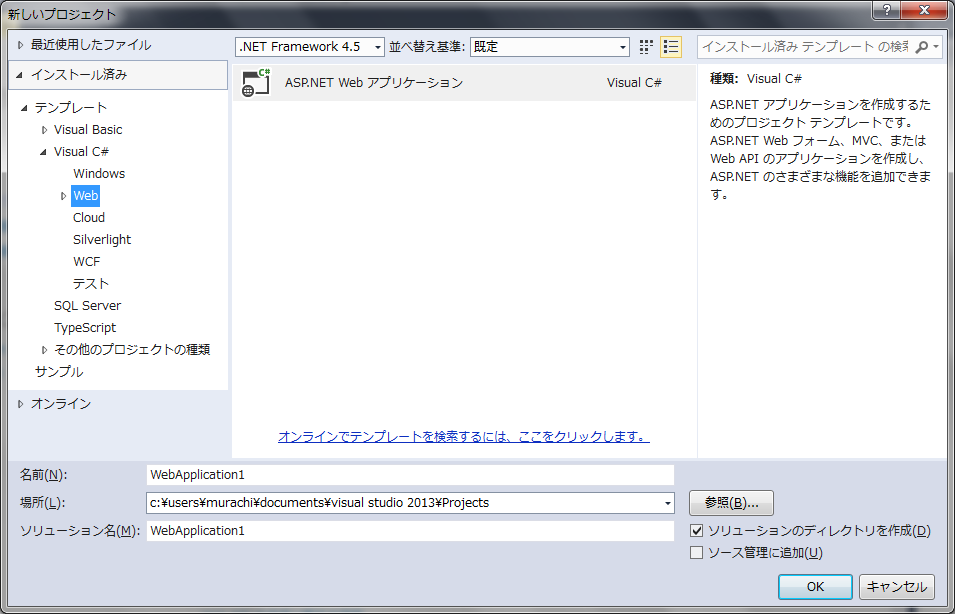 新しいプロジェクト
最近使用したファイル
.NET Framework 4.5
並べ替え基準:
既定
インストール済み テンプレート の検索
インストール済み
テンプレート
Visual Basic
Visual C#
Windows
Web
Cloud
Silverlight
WCF
テスト
SQL Server
TypeScript
その他のプロジェクトの種類
サンプル
オンライン
C#
ASP.NET Web アプリケーション
Visual C#
オンラインでテンプレートを検索するには、ここをクリックします。
種類: Visual C#
ASP.NET アプリケーションを作成するた
めのプロジェクト テンプレートです。
ASP.NET Web フォーム、MVC、または
Web API のアプリケーションを作成し、
ASP.NET のさまざまな機能を追加できま
す。
名前(N):
WebApplication1
場所(L):
c:¥users¥murachi¥documents¥visual studio 2013¥Projects
参照(B)...
ソリューション名(M):
WebApplication1
ソリューションのディレクトリを作成(D)
ソース管理に追加(U)
OK
キャンセル